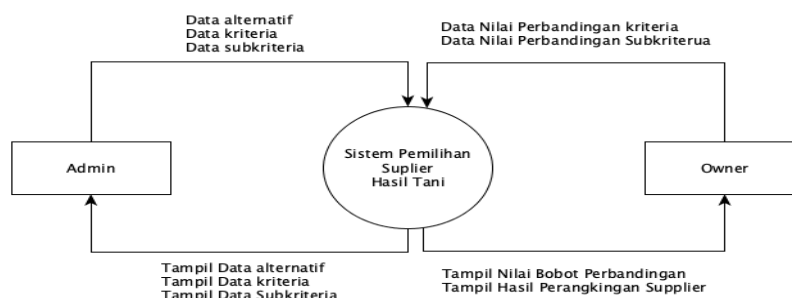 Data alternatif
Data kriteria
Data subkriteria
Data Nilai Perbandingan kriteria
Data Nilai Perbandingan Subkriterua
Admin
Sistem Pemilihan
Suplier
Hasil Tani
Owner
Tampil Data alternatif
Tampil Data kriteria
Tampil Data Subkriteria
Tampil Nilai Bobot Perbandingan
Tampil Hasil Perangkingan Supplier